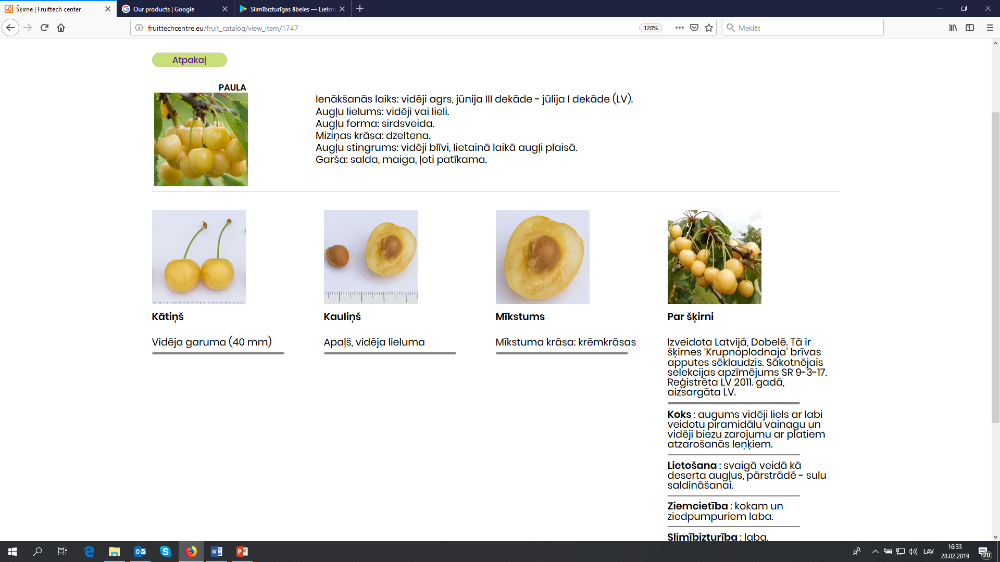 Šķirne | Fruittech center
Our products | Google
Slimībizturīgas ābeles — Lietot
fruittechcentre.eu/fruit_catalog/view_item/1747
120%
Meklēt
Atpakaļ
PAULA
Ienākšanās laiks: vidēji agrs, jūnija III dekāde - jūlija I dekāde (LV).
Augļu lielums: vidēji vai lieli.
Augļu forma: sirdsveida.
Miziņas krāsa: dzeltena.
Augļu stingrums: vidēji blīvi, lietainā laikā augļi plaisā.
Garša: salda, maiga, ļoti patīkama.
Kātiņš
Vidēja garuma (40 mm)
Kauliņš
Apaļš, vidēja lieluma
Mīkstums
Mīkstuma krāsa: krēmkrāsas
Par šķirni
Izveidota Latvijā, Dobelē. Tā ir
šķirnes ‘Krupnoplodnaja’ brīvas
apputes sēklaudzis. Sākotnējais
selekcijas apzīmējums SR 9-3-17.
Reģistrēta LV 2011. gadā,
aizsargāta LV.
Koks : augums vidēji liels ar labi
veidotu piramidālu vainagu un
vidēji biezu zarojumu ar platiem
atzarošanās leņķiem.
Lietošana : svaigā veidā kā
deserta augļus, pārstrādē - sulu
saldināšanai.
Ziemcietība : kokam un
ziedpumpuriem laba.
Slimībizturība : laba.
LAV
16:33
28.02.2019
20